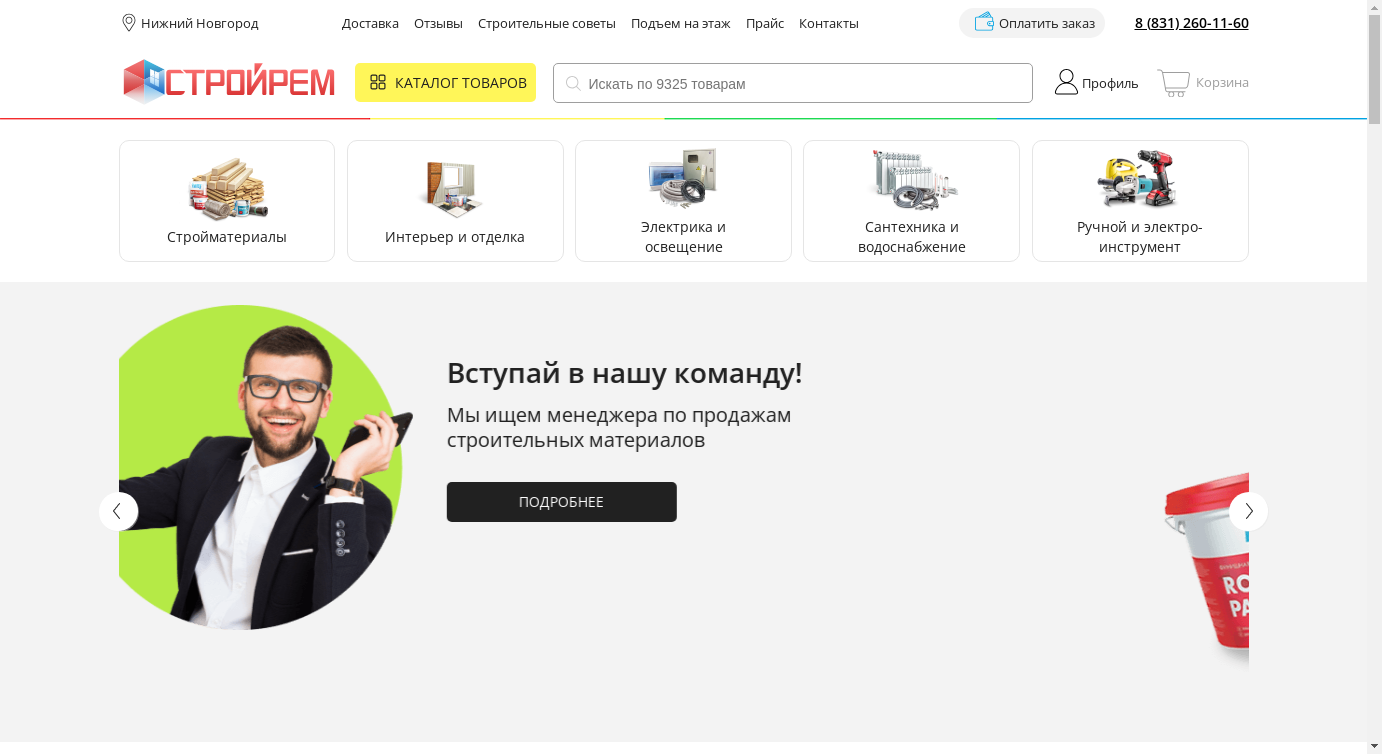 Нижний Новгород
Доставка Отзывы Строительные советы Подъем на этаж Прайс Контакты
Оплатить заказ
8 (831) 260-11-60
СТРОЙРЕМ
КАТАЛОГ ТОВАРОВ
Искать по 9325 товарам
Профиль
Корзина
Стройматериалы
Интерьер и отделка
Электрика и
освещение
Сантехника и
водоснабжение
Ручной и электро-
инструмент
Вступай в нашу команду!
Мы ищем менеджера по продажам
строительных материалов
ПОДРОБНЕЕ